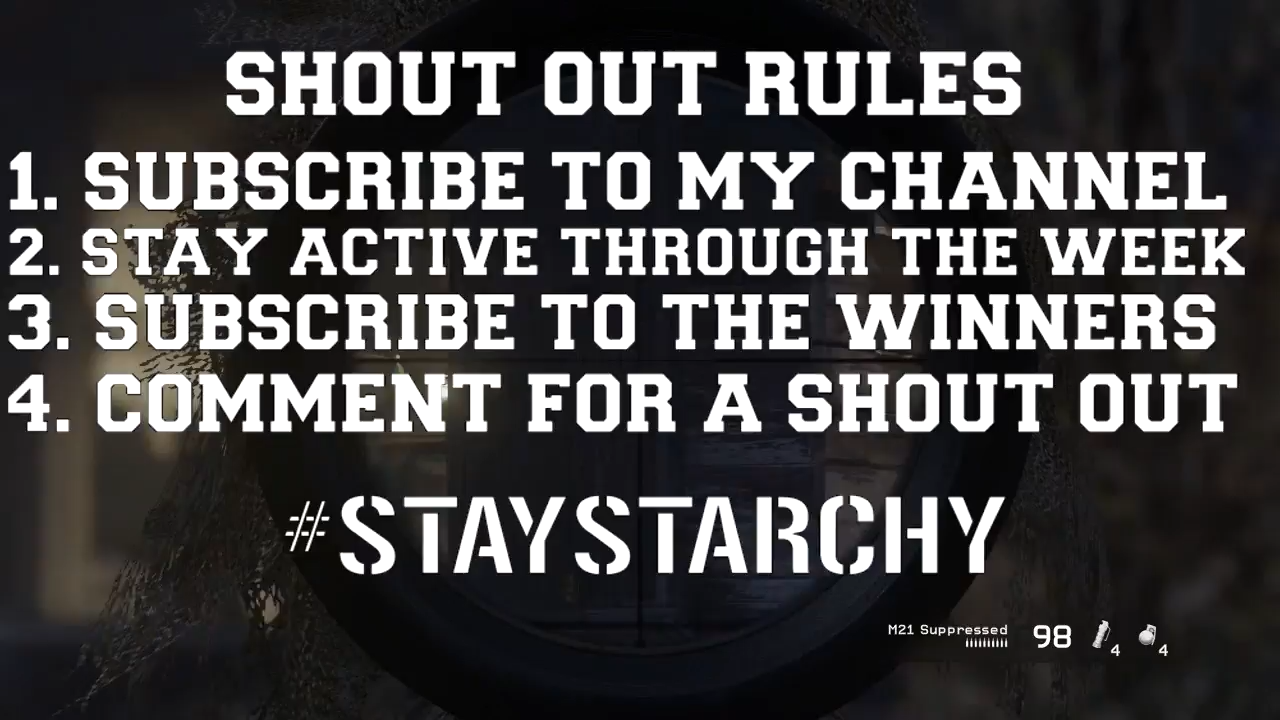 SHOUT OUT RULES
1. SUBSCRIBE TO MY CHANNEL
2. STAY ACTIVE THROUGH THE WEEK
3. SUBSCRIBE TO THE WINNERS
4. COMMENT FOR A SHOUT OUT
#STAYSTARCHY
M21 Suppressed
98 4 4